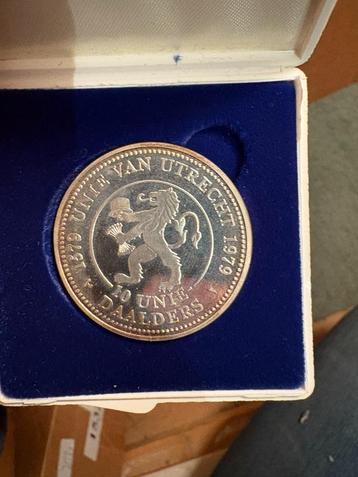 1579 UNIE VAN UTRECHT 1979
10 UNIE
DAALDERS